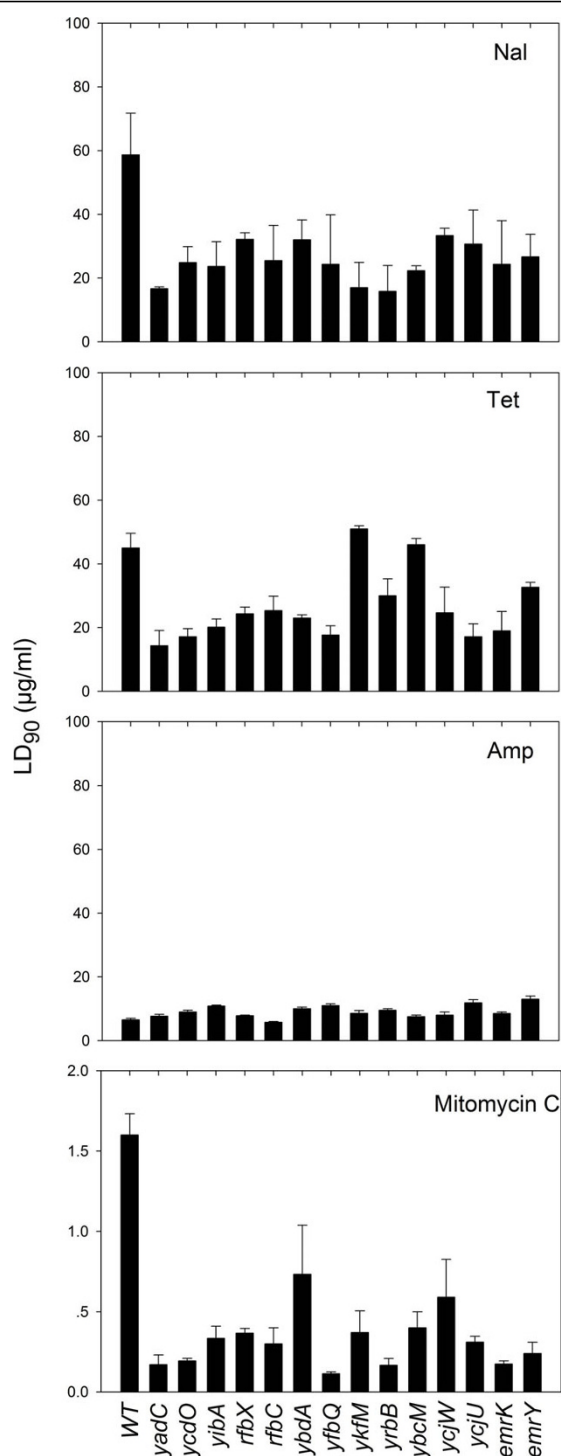 100
80
60
40
20
0
Nal
100
80
60
40
20
0
Tet
100
80
60
40
20
0
Amp
2.0
1.5
1.0
.5
0.0
Mitomycin C
LD90 (µg/ml)
WT
yadC
ycdO
yibA
rfbX
rfbC
ybdA
yfbQ
ykfM
yrbB
ybcM
ycjW
ycjU
emrK
emrY